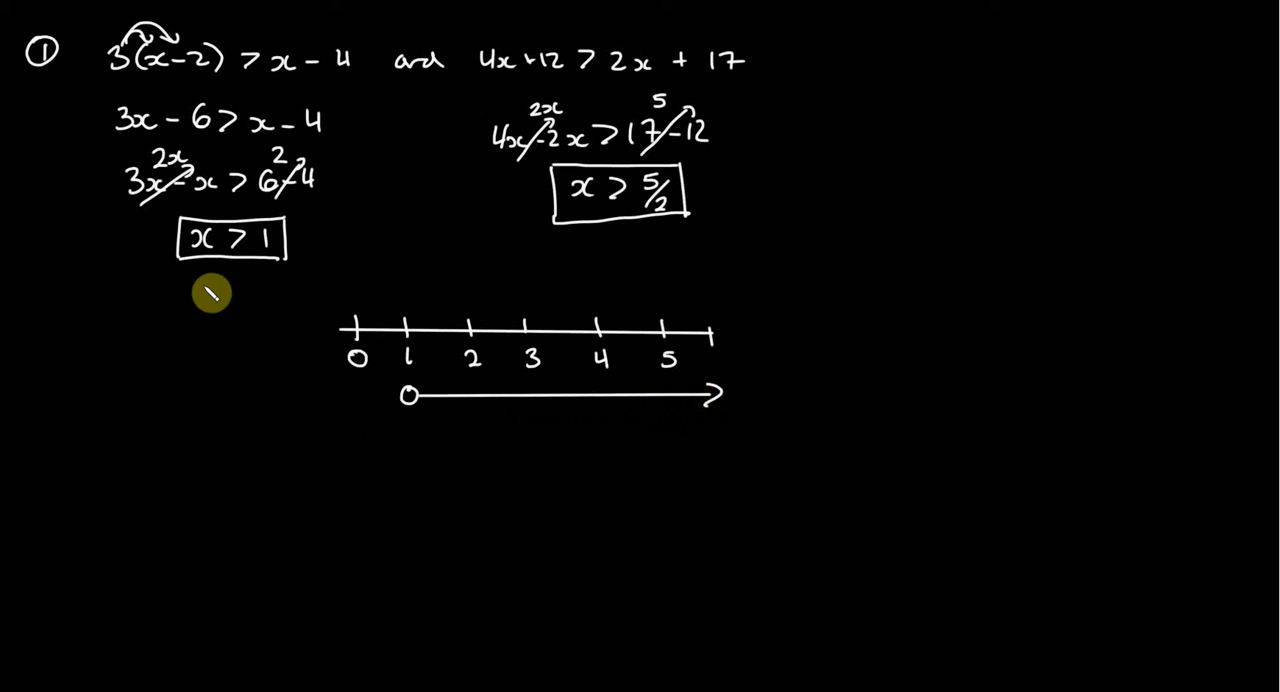 ① 3(x-2) > x - 4 and 4x+12 > 2x + 17
3x - 6 > x - 4
2x 2
3x - x > 6 - 4
x > 1
2x 5
4x - 2x > 17 - 12
x > 5/2
0 1 2 3 4 5